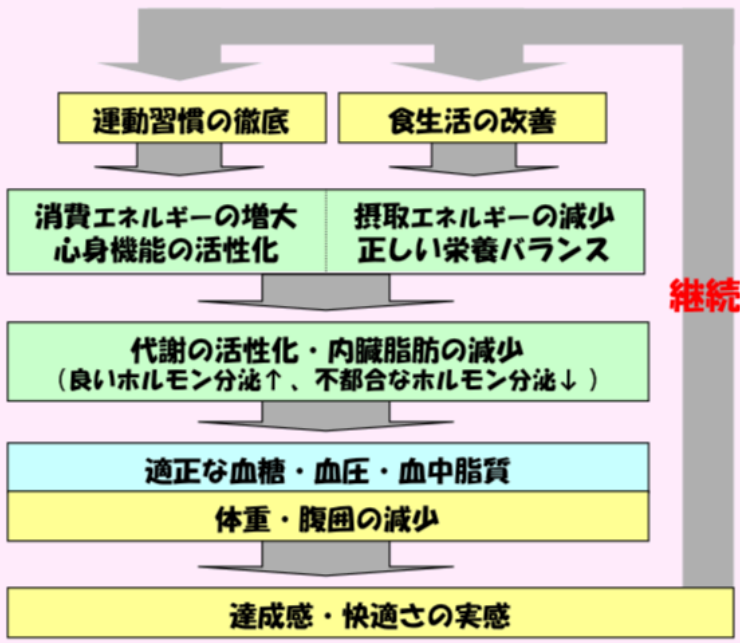 運動習慣の徹底
食生活の改善
消費エネルギーの増大
心身機能の活性化
摂取エネルギーの減少
正しい栄養バランス
継続
代謝の活性化・内臓脂肪の減少
（良いホルモン分泌↑、不都合なホルモン分泌↓）
適正な血糖・血圧・血中脂質
体重・腹囲の減少
達成感・快適さの実感